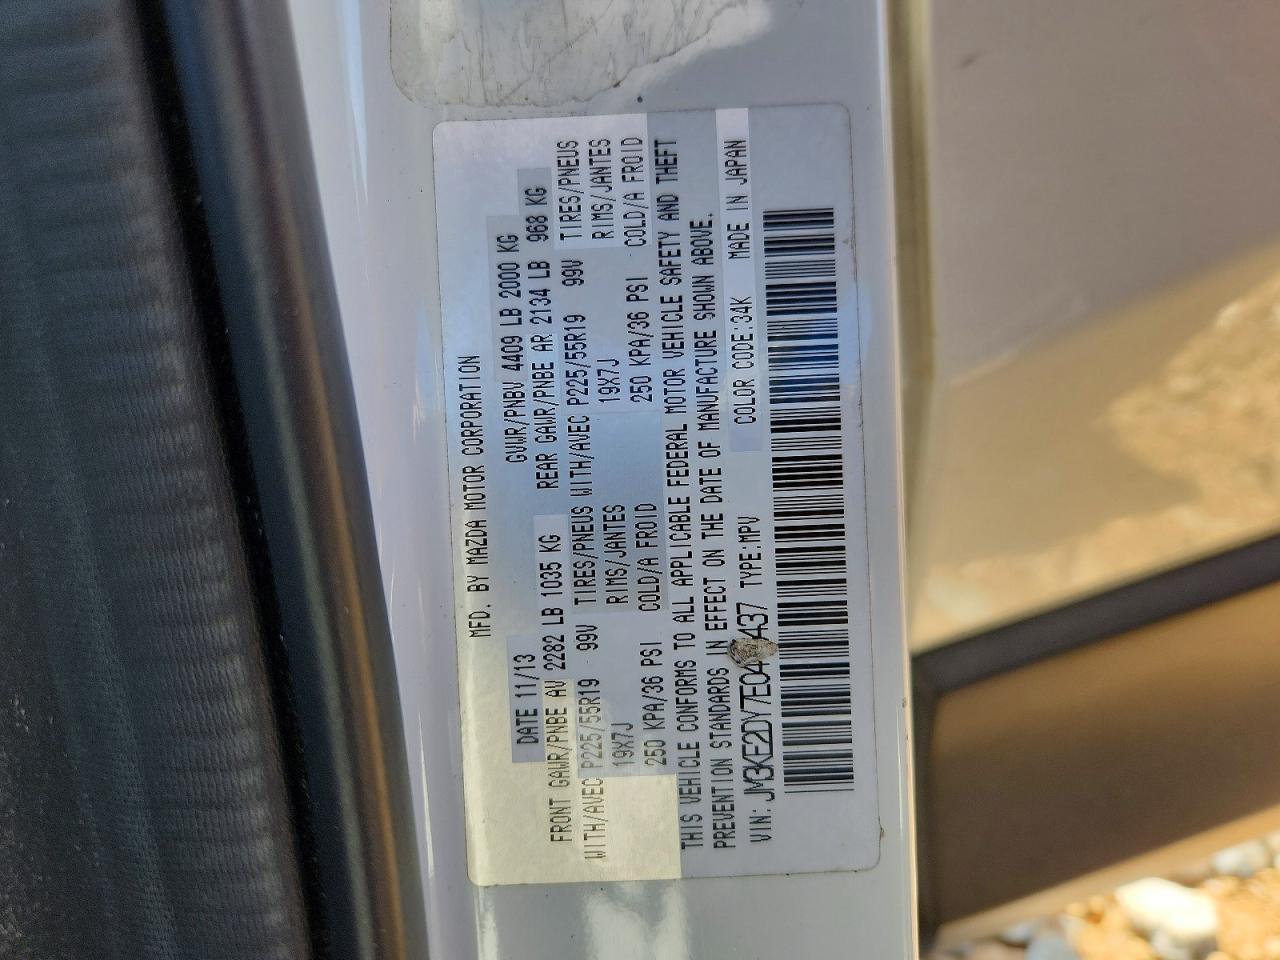 MFD. BY MAZDA MOTOR CORPORATION
DATE 11/13 GVWR/PNBV 4409 LB 2000 KG
FRONT GAWR/PNBE AV 2282 LB 1035 KG REAR GAWR/PNBE AR 2134 LB 968 KG
WITH/AVEC P225/55R19 99V TIRES/PNEUS WITH/AVEC P225/55R19 99V TIRES/PNEUS
19X7J RIMS/JANTES 19X7J RIMS/JANTES
250 KPA/36 PSI COLD/A FROID 250 KPA/36 PSI COLD/A FROID
THIS VEHICLE CONFORMS TO ALL APPLICABLE FEDERAL MOTOR VEHICLE SAFETY AND THEFT
PREVENTION STANDARDS IN EFFECT ON THE DATE OF MANUFACTURE SHOWN ABOVE.
VIN: TYPE:MPV COLOR CODE:34K MADE IN JAPAN